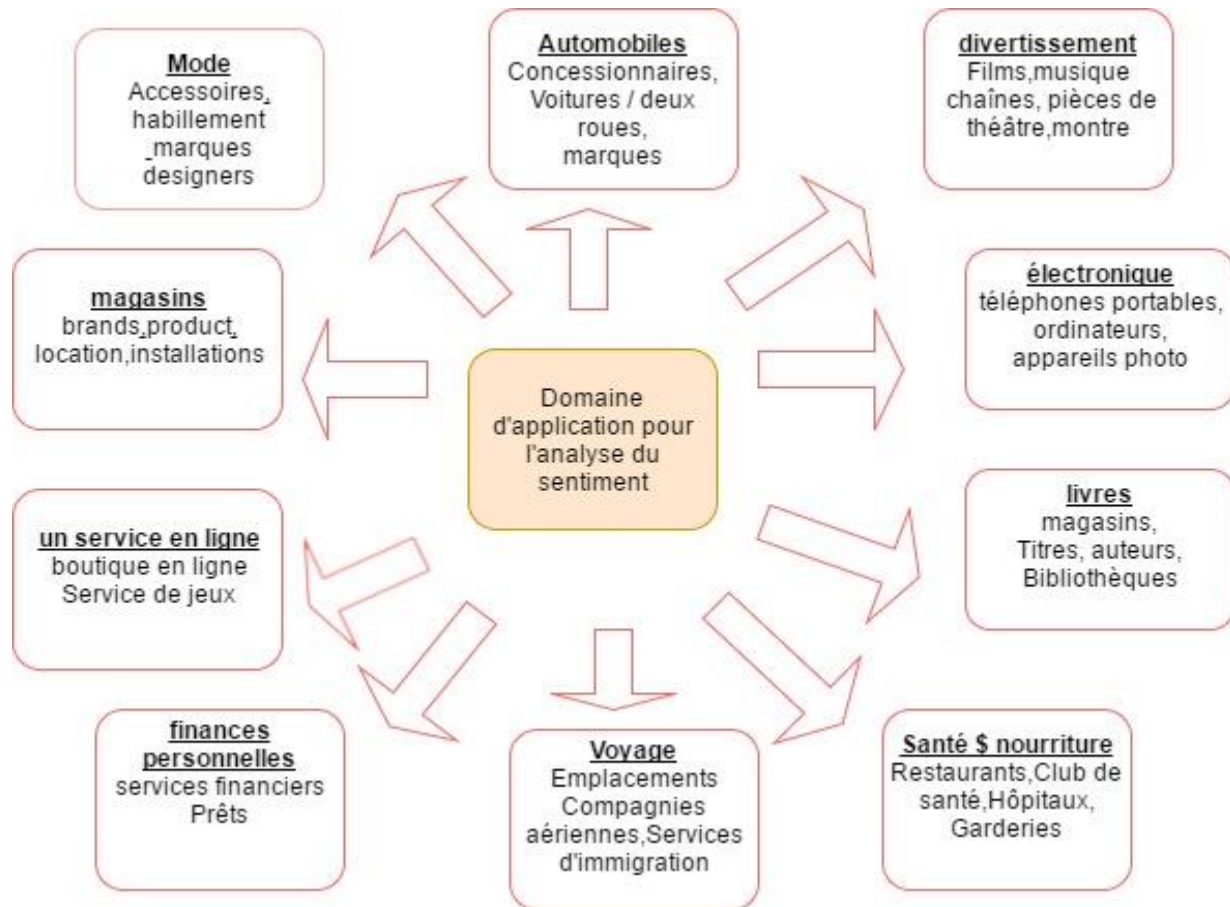 Mode
Accessoires,
habillement
,marques
designers
Automobiles
Concessionnaires,
Voitures / deux
roues,
marques
divertissement
Films,musique
chaînes, pièces de
théâtre,montre
magasins
brands,product,
location,installations
Domaine
d'application pour
l'analyse du
sentiment
électronique
téléphones portables,
ordinateurs,
appareils photo
un service en ligne
boutique en ligne
Service de jeux
livres
magasins,
Titres, auteurs,
Bibliothèques
finances
personnelles
services financiers
Prêts
Voyage
Emplacements
Compagnies
aériennes,Services
d'immigration
Santé $ nourriture
Restaurants,Club de
santé,Hôpitaux,
Garderies